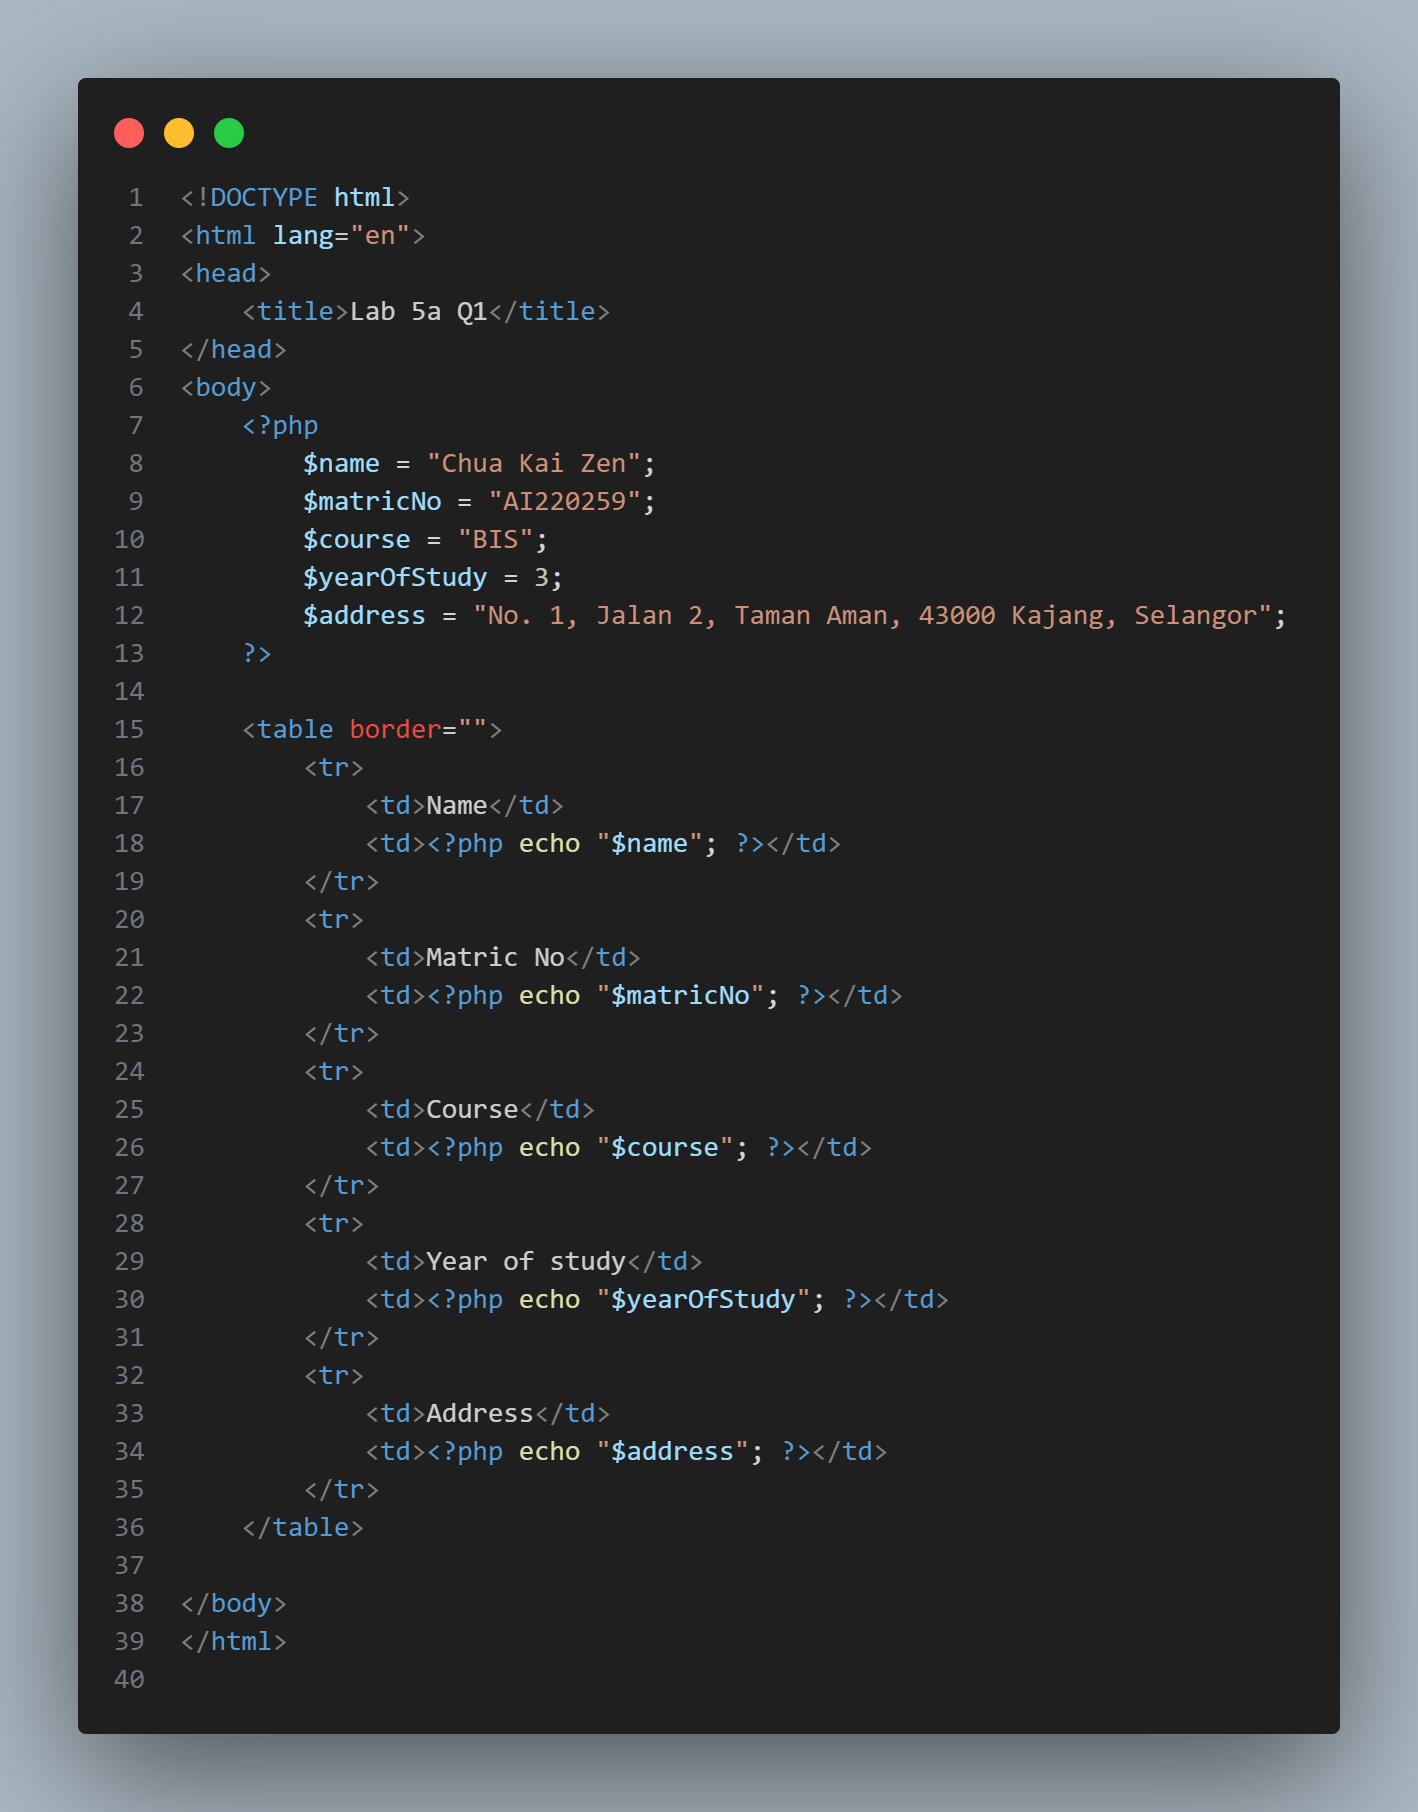 1 <!DOCTYPE html>
2 <html lang="en">
3 <head>
4     <title>Lab 5a Q1</title>
5 </head>
6 <body>
7     <?php
8         $name = "Chua Kai Zen";
9         $matricNo = "AI220259";
10         $course = "BIS";
11         $yearOfStudy = 3;
12         $address = "No. 1, Jalan 2, Taman Aman, 43000 Kajang, Selangor";
13     ?>
14
15     <table border="">
16         <tr>
17             <td>Name</td>
18             <td><?php echo "$name"; ?></td>
19         </tr>
20         <tr>
21             <td>Matric No</td>
22             <td><?php echo "$matricNo"; ?></td>
23         </tr>
24         <tr>
25             <td>Course</td>
26             <td><?php echo "$course"; ?></td>
27         </tr>
28         <tr>
29             <td>Year of study</td>
30             <td><?php echo "$yearOfStudy"; ?></td>
31         </tr>
32         <tr>
33             <td>Address</td>
34             <td><?php echo "$address"; ?></td>
35         </tr>
36     </table>
37
38 </body>
39 </html>
40